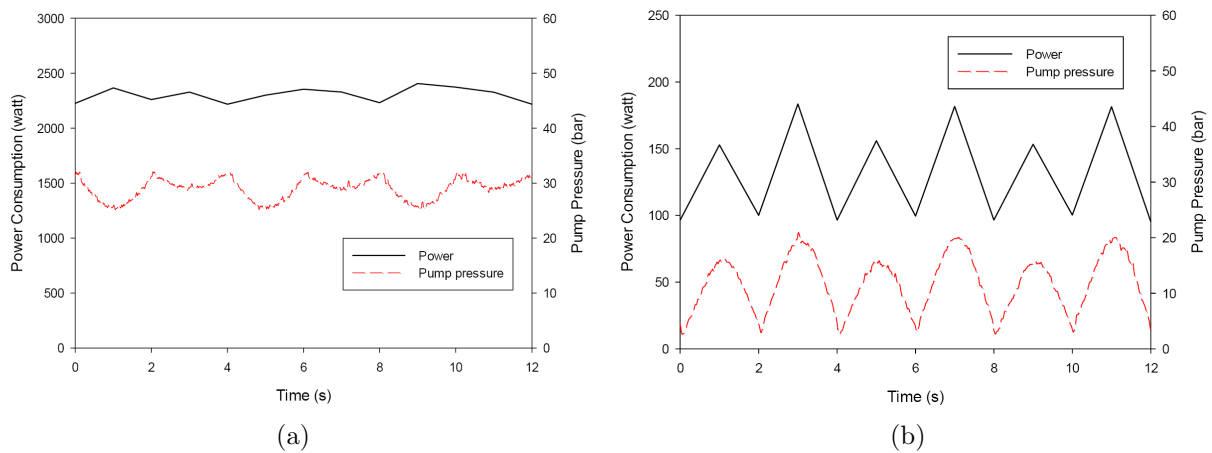 3000
2500
2000
1500
1000
500
0
Power Consumption (watt)
60
50
40
30
20
10
0
Pump Pressure (bar)
Power
Pump pressure
0 2 4 6 8 10 12
Time (s)
(a)
250
200
150
100
50
0
Power Consumption (watt)
60
50
40
30
20
10
0
Pump Pressure (bar)
Power
Pump pressure
0 2 4 6 8 10 12
Time (s)
(b)